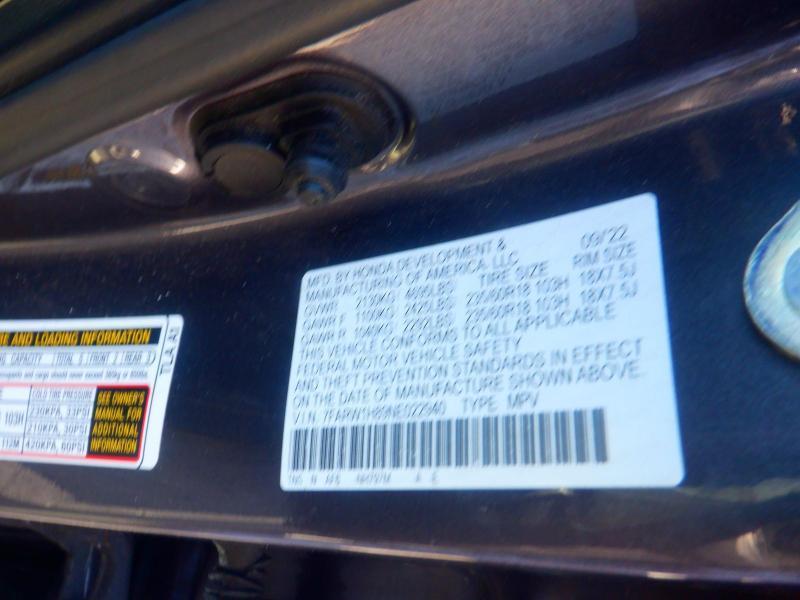 MFD. BY HONDA DEVELOPMENT & 09/'22
MANUFACTURING OF AMERICA, LLC
TIRE SIZE RIM SIZE
GVWR 2130KG 4695LBS
GAWR F 1100KG 2425LBS 235/60R18 103H 18X7.5J
GAWR R 1040KG 2292LBS 235/60R18 103H 18X7.5J
THIS VEHICLE CONFORMS TO ALL APPLICABLE
FEDERAL MOTOR VEHICLE SAFETY
AND THEFT PREVENTION STANDARDS IN EFFECT
ON THE DATE OF MANUFACTURE SHOWN ABOVE.
V.I.N. TYPE MPV
A E
AND LOADING INFORMATION
CAPACITY TOTAL 5 FRONT 2 REAR 3
TLA A1
COLD TIRE PRESSURE
103H 230KPA, 33PSI
210KPA, 30PSI
420KPA, 60PSI
SEE OWNER'S
MANUAL FOR
ADDITIONAL
INFORMATION